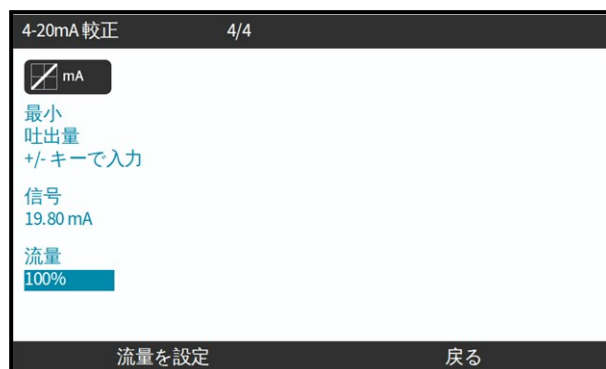 4-20mA 較正 4/4
mA
最小
吐出量
+/- キーで入力
信号
19.80 mA
流量
100%
流量を設定 戻る